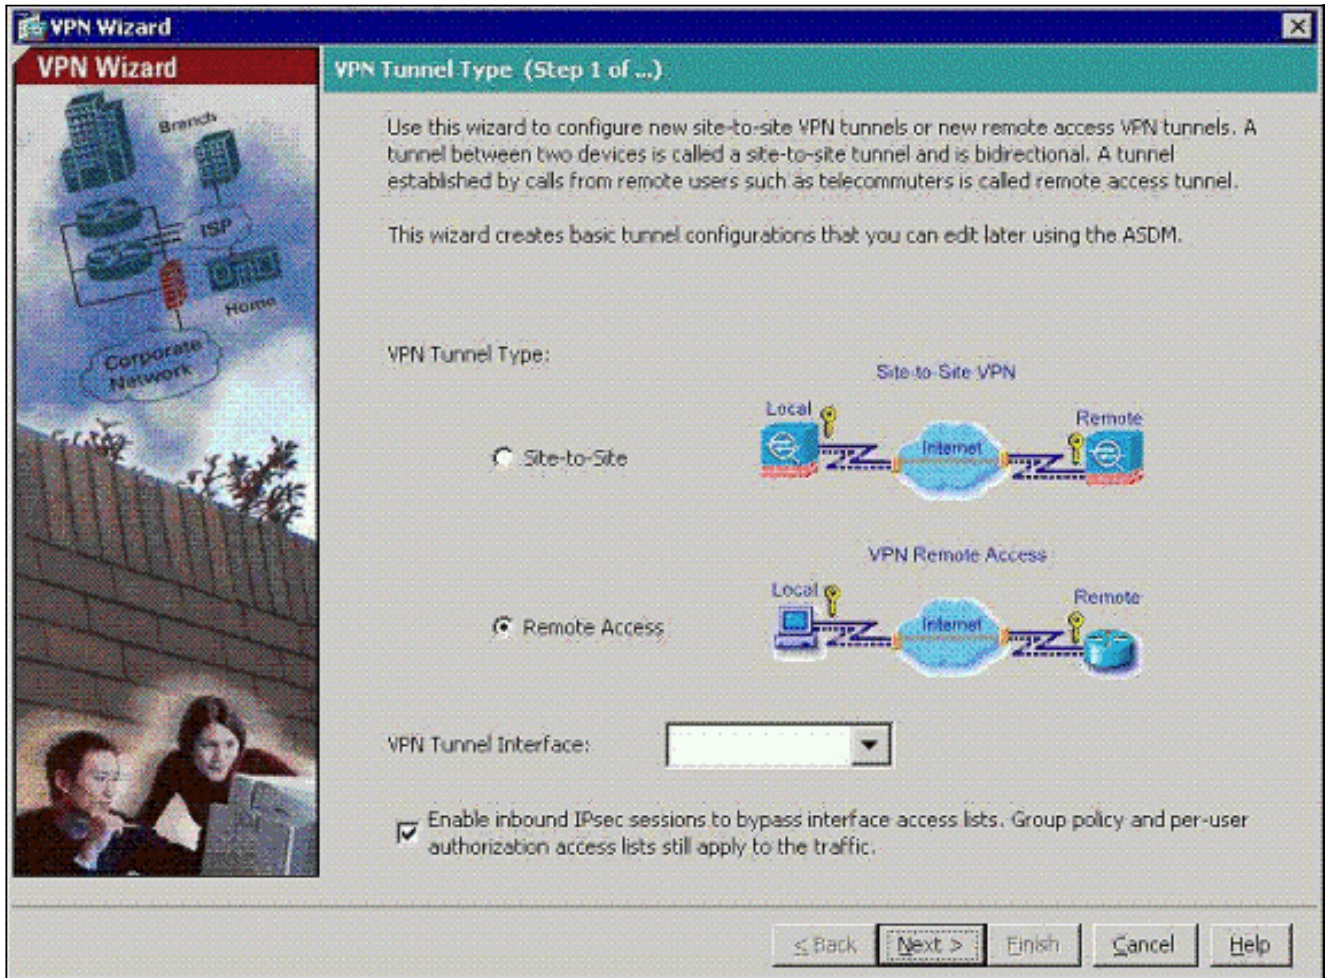 VPN Wizard
VPN Wizard
VPN Tunnel Type (Step 1 of ...)
Branch
ISP
Home
Corporate
Network
Use this wizard to configure new site-to-site VPN tunnels or new remote access VPN tunnels. A
tunnel between two devices is called a site-to-site tunnel and is bidirectional. A tunnel
established by calls from remote users such as telecommuters is called remote access tunnel.
This wizard creates basic tunnel configurations that you can edit later using the ASDM.
VPN Tunnel Type:
Site-to-Site VPN
Local
Remote
Internet
Site-to-Site
VPN Remote Access
Local
Remote
Internet
Remote Access
VPN Tunnel Interface:
Enable inbound IPsec sessions to bypass interface access lists. Group policy and per-user
authorization access lists still apply to the traffic.
< Back
Next >
Finish
Cancel
Help